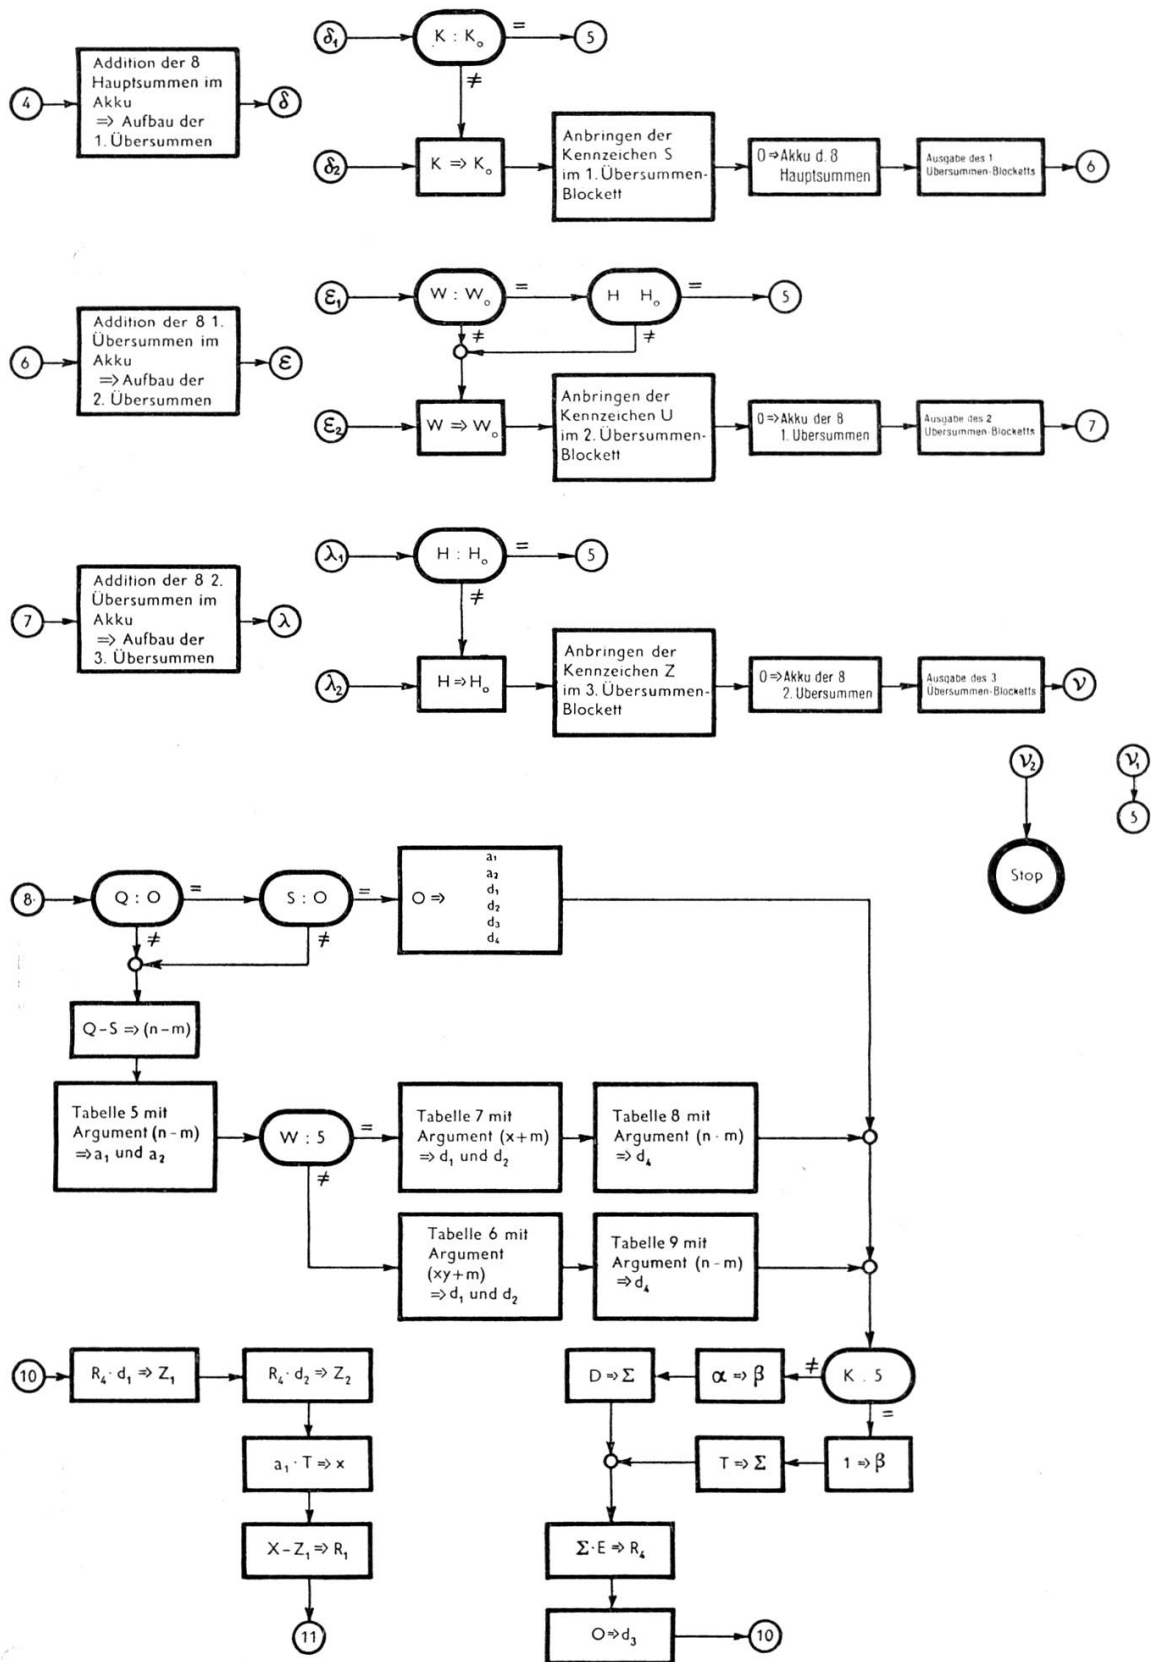 δ₁
K : K₀
=
5
≠
4
Addition der 8
Hauptsummen im
Akku
⇒ Aufbau der
1. Übersummen
δ
δ₂
K ⇒ K₀
Anbringen der
Kennzeichen S
im 1. Übersummen-
Blockett
O ⇒ Akku d. 8
Hauptsummen
Ausgabe des 1
Übersummen-Blocketts
6
ε₁
W : W₀
=
H H₀
=
5
≠
≠
6
Addition der 8 1.
Übersummen im
Akku
⇒ Aufbau der
2. Übersummen
ε
ε₂
W ⇒ W₀
Anbringen der
Kennzeichen U
im 2. Übersummen-
Blockett
O ⇒ Akku der 8
1. Übersummen
Ausgabe des 2
Übersummen-Blocketts
7
λ₁
H : H₀
=
5
≠
7
Addition der 8 2.
Übersummen im
Akku
⇒ Aufbau der
3. Übersummen
λ
λ₂
H ⇒ H₀
Anbringen der
Kennzeichen Z
im 3. Übersummen-
Blockett
O ⇒ Akku der 8
2. Übersummen
Ausgabe des 3
Übersummen-Blocketts
ν
ν₂
ν₁
5
Stop
8
Q : O
=
S : O
=
O ⇒
a₁
a₂
d₁
d₂
d₃
d₄
≠
≠
Q – S ⇒ (n – m)
Tabelle 5 mit
Argument (n – m)
⇒ a₁ und a₂
W : 5
=
≠
Tabelle 7 mit
Argument (x + m)
⇒ d₁ und d₂
Tabelle 8 mit
Argument (n · m)
⇒ d₄
Tabelle 6 mit
Argument
(xy + m)
⇒ d₁ und d₂
Tabelle 9 mit
Argument (n - m)
⇒ d₄
10
R₄ · d₁ ⇒ Z₁
R₄ · d₂ ⇒ Z₂
D ⇒ Σ
α ⇒ β
≠
K . 5
=
a₁ · T ⇒ x
T ⇒ Σ
1 ⇒ β
X – Z₁ ⇒ R₁
Σ · E ⇒ R₄
11
O ⇒ d₃
10